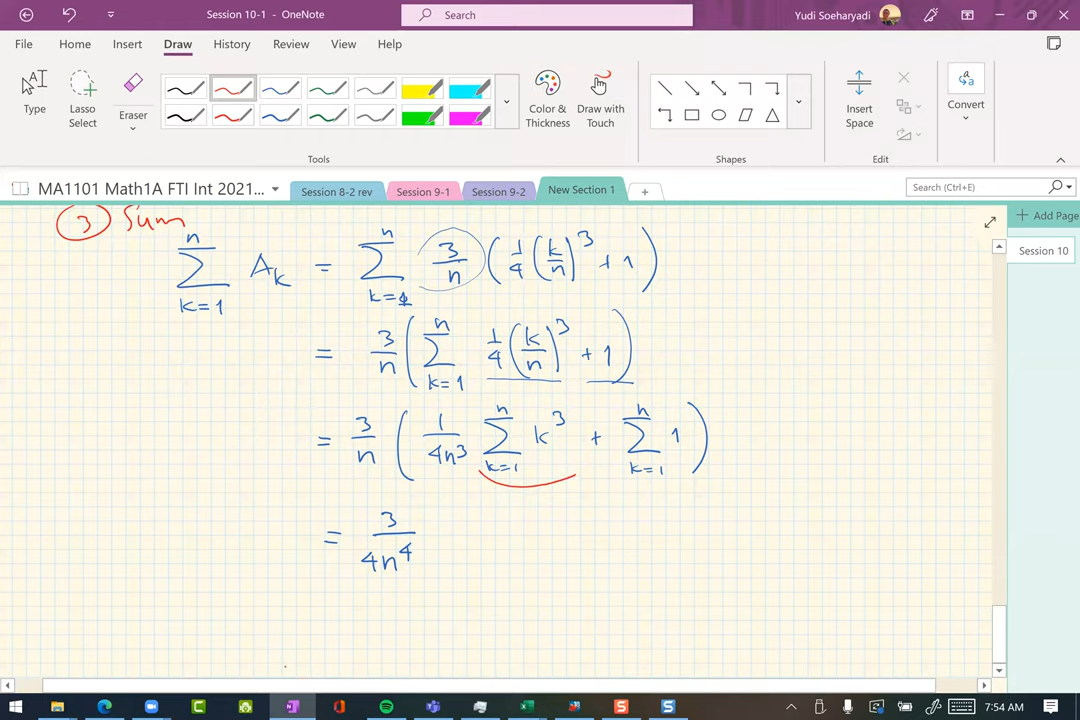 Session 10-1 - OneNote
Search
Yudi Soeharyadi
File Home Insert Draw History Review View Help
Type
Lasso Select
Eraser
Color & Thickness
Draw with Touch
Insert Space
Convert
Tools
Shapes
Edit
MA1101 Math1A FTI Int 2021...
Session 8-2 rev
Session 9-1
Session 9-2
New Section 1
Search (Ctrl+E)
Add Page
Session 10
③ Sum
∑_{k=1}^{n} A_k = ∑_{k=1}^{n} 3/n (1/4 (k/n)^3 + 1)
= 3/n (∑_{k=1}^{n} 1/4 (k/n)^3 + 1)
= 3/n (1/4n^3 ∑_{k=1}^{n} k^3 + ∑_{k=1}^{n} 1)
= 3/4n^4
7:54 AM